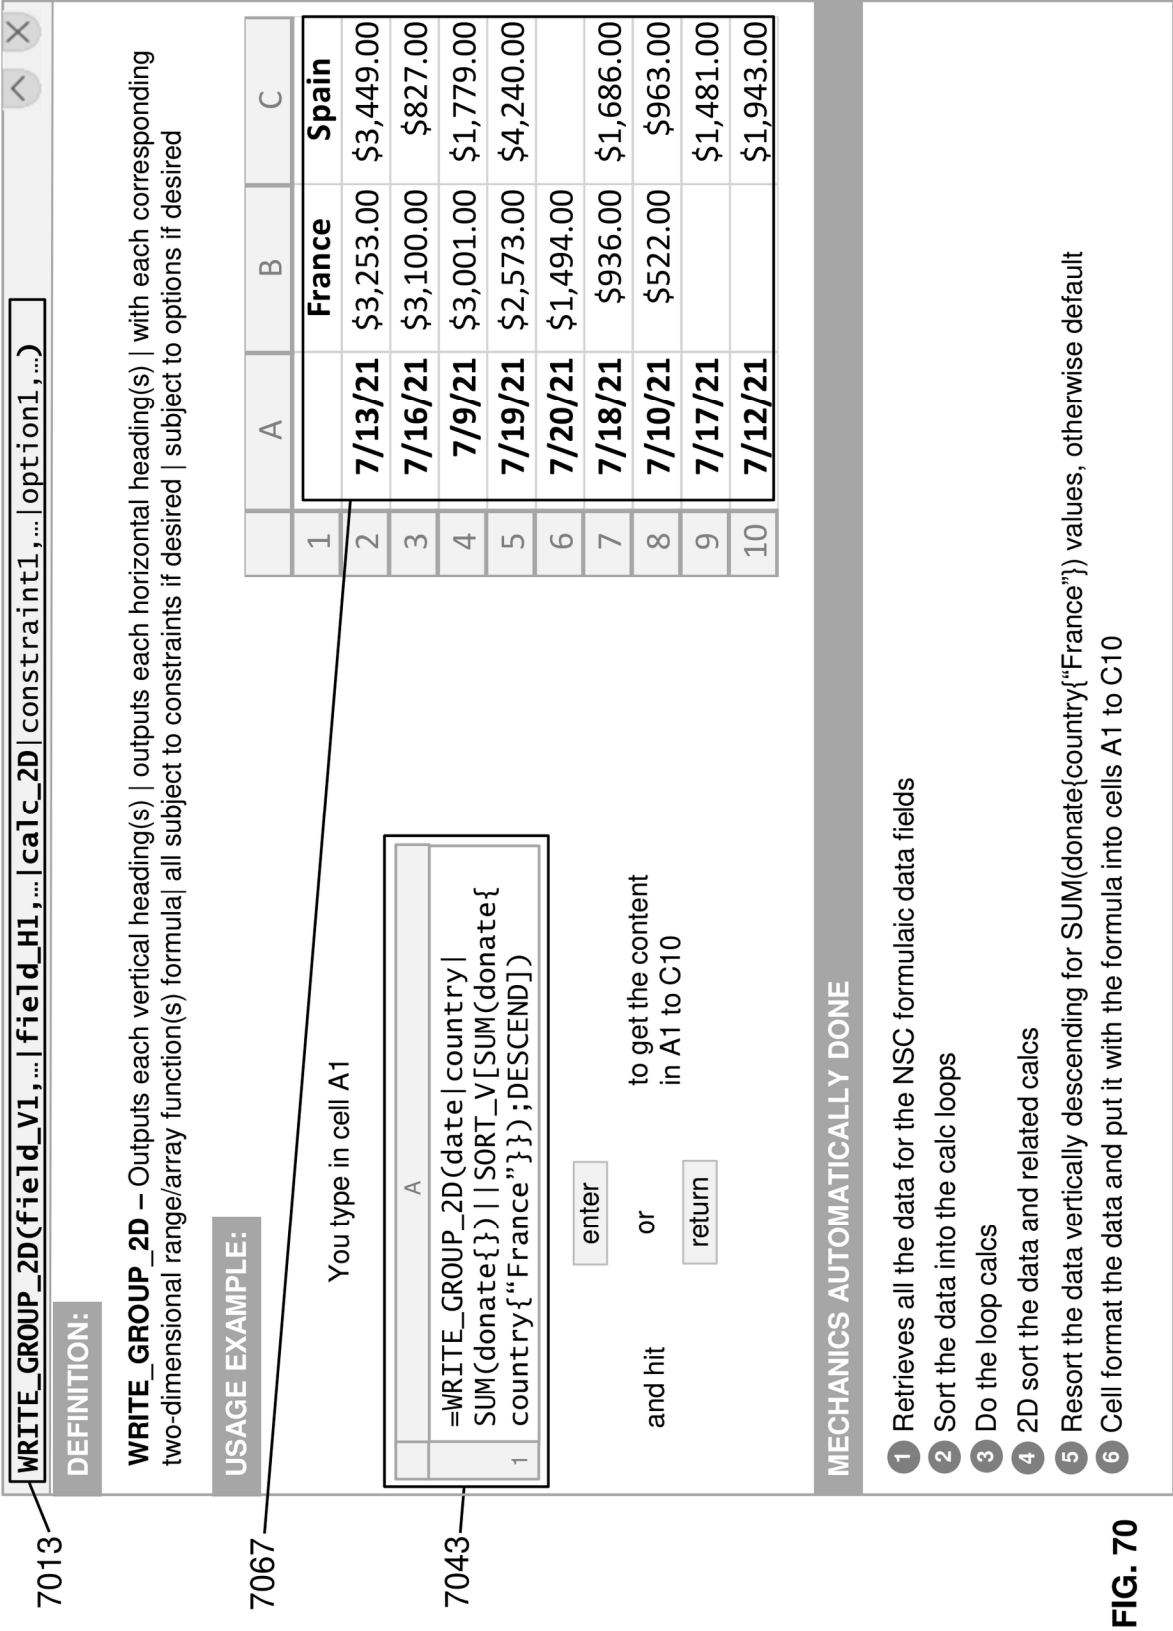 WRITE_GROUP_2D(field_V1,…|field_H1,…|calc_2D|constraint1,…|option1,…)
7013
DEFINITION:
WRITE_GROUP_2D – Outputs each vertical heading(s) | outputs each horizontal heading(s) | with each corresponding
two-dimensional range/array function(s) formula| all subject to constraints if desired | subject to options if desired
USAGE EXAMPLE:
7067
You type in cell A1
7043
A
1
=WRITE_GROUP_2D(date|country|
SUM(donate{})||SORT_V[SUM(donate{
country{“France”}});DESCEND])
and hit
enter
or
return
to get the content
in A1 to C10
A B C
1 France Spain
2 7/13/21 $3,253.00 $3,449.00
3 7/16/21 $3,100.00 $827.00
4 7/9/21 $3,001.00 $1,779.00
5 7/19/21 $2,573.00 $4,240.00
6 7/20/21 $1,494.00
7 7/18/21 $936.00 $1,686.00
8 7/10/21 $522.00 $963.00
9 7/17/21 $1,481.00
10 7/12/21 $1,943.00
MECHANICS AUTOMATICALLY DONE
1 Retrieves all the data for the NSC formulaic data fields
2 Sort the data into the calc loops
3 Do the loop calcs
4 2D sort the data and related calcs
5 Resort the data vertically descending for SUM(donate{country{“France”}) values, otherwise default
6 Cell format the data and put it with the formula into cells A1 to C10
FIG. 70